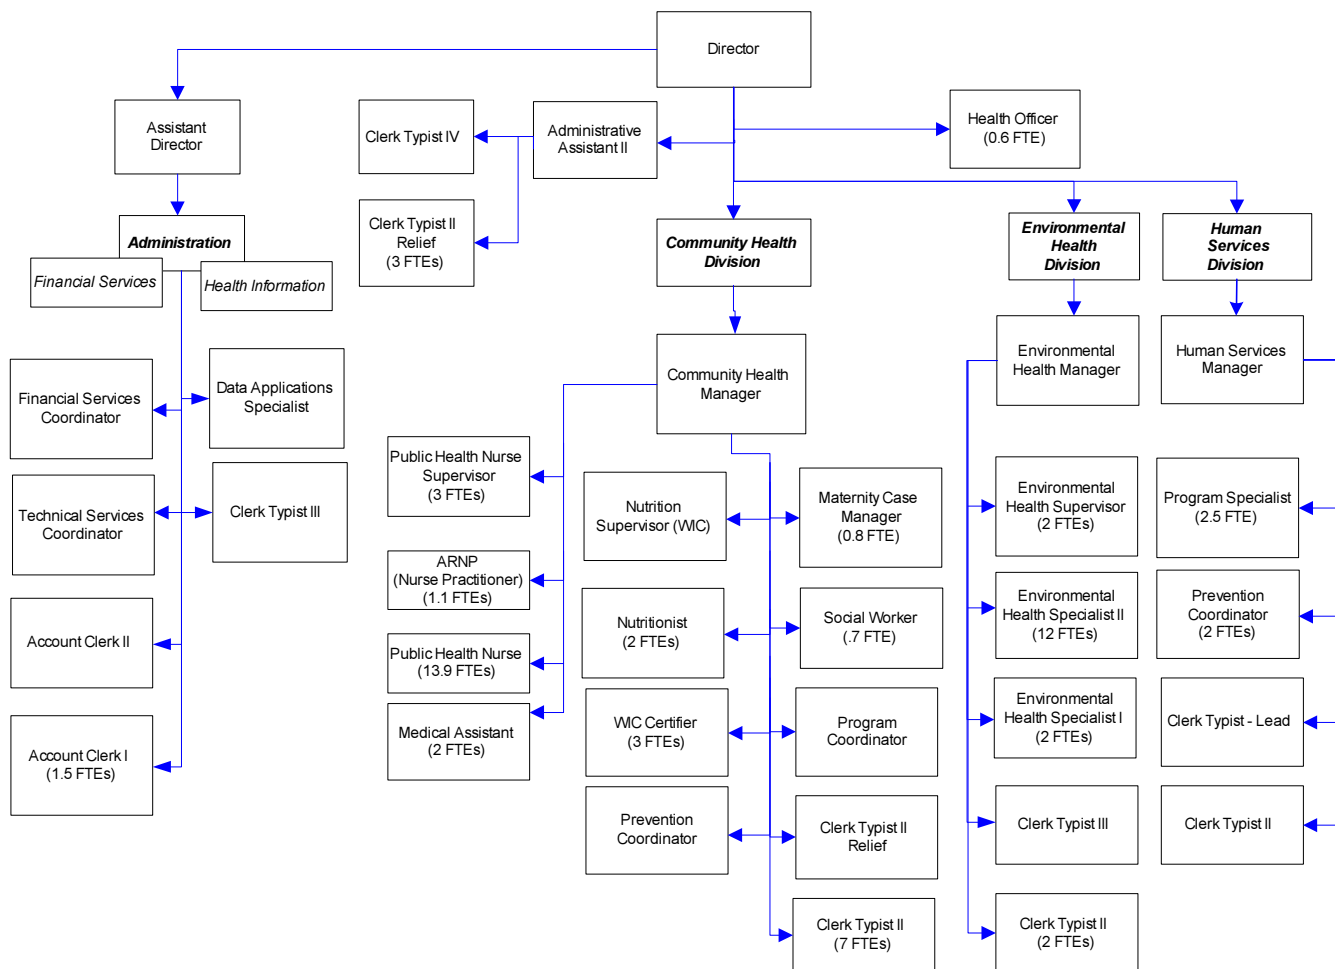 Director
Assistant
Director
Clerk Typist IV
Administrative
Assistant II
Health Officer
(0.6 FTE)
Clerk Typist II
Relief
(3 FTEs)
Administration
Financial Services
Health Information
Community Health
Division
Environmental
Health
Division
Human
Services
Division
Financial Services
Coordinator
Data Applications
Specialist
Technical Services
Coordinator
Clerk Typist III
Account Clerk II
Account Clerk I
(1.5 FTEs)
Community Health
Manager
Public Health Nurse
Supervisor
(3 FTEs)
ARNP
(Nurse Practitioner)
(1.1 FTEs)
Public Health Nurse
(13.9 FTEs)
Medical Assistant
(2 FTEs)
Nutrition
Supervisor (WIC)
Maternity Case
Manager
(0.8 FTE)
Nutritionist
(2 FTEs)
Social Worker
(.7 FTE)
WIC Certifier
(3 FTEs)
Program
Coordinator
Prevention
Coordinator
Clerk Typist II
Relief
Clerk Typist II
(7 FTEs)
Environmental
Health Manager
Environmental
Health Supervisor
(2 FTEs)
Environmental
Health Specialist II
(12 FTEs)
Environmental
Health Specialist I
(2 FTEs)
Clerk Typist III
Clerk Typist II
(2 FTEs)
Human Services
Manager
Program Specialist
(2.5 FTE)
Prevention
Coordinator
(2 FTEs)
Clerk Typist - Lead
Clerk Typist II